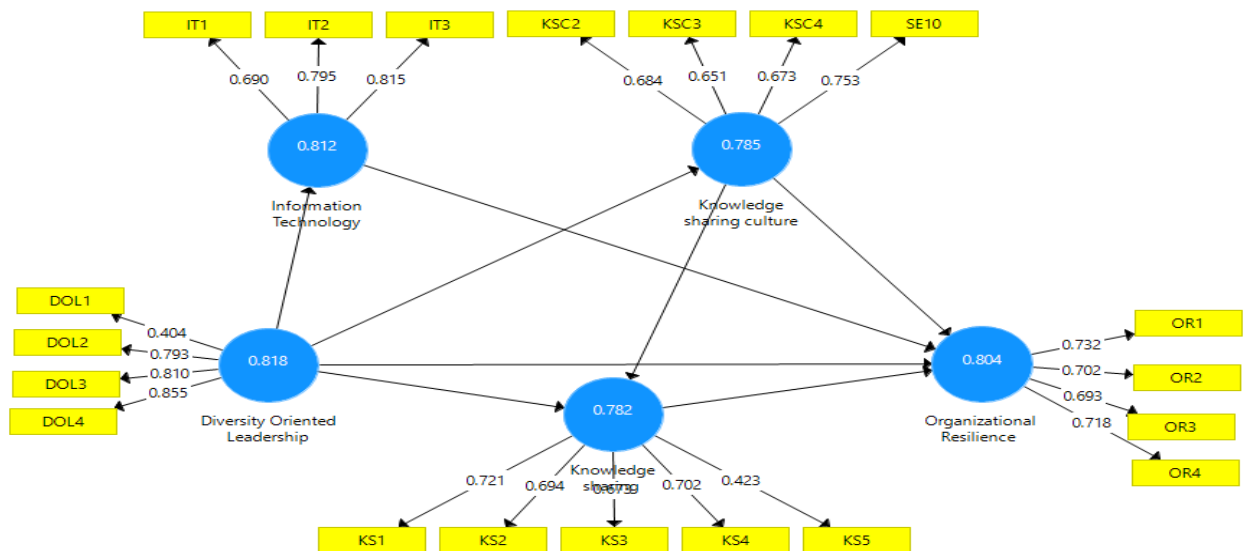 IT1
IT2
IT3
KSC2
KSC3
KSC4
SE10
0.690
0.795
0.815
0.684
0.651
0.673
0.753
0.812
0.785
Information
Technology
Knowledge
sharing culture
DOL1
DOL2
DOL3
DOL4
0.404
0.793
0.810
0.855
0.818
Diversity Oriented
Leadership
0.782
Knowledge
sharing
0.804
Organizational
Resilience
0.732
0.702
0.693
0.718
OR1
OR2
OR3
OR4
0.721
0.694
0.673
0.702
0.423
KS1
KS2
KS3
KS4
KS5